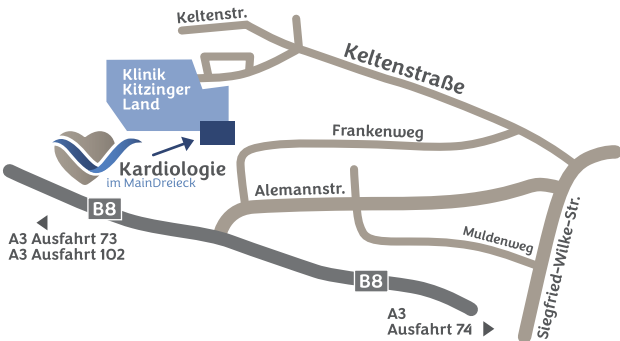 Keltenstr.
Keltenstraße
Klinik
Kitzinger
Land
Frankenweg
Kardiologie
im MainDreieck
Alemannstr.
B8
A3 Ausfahrt 73
A3 Ausfahrt 102
Muldenweg
Siegfried-Wilke-Str.
B8
A3
Ausfahrt 74